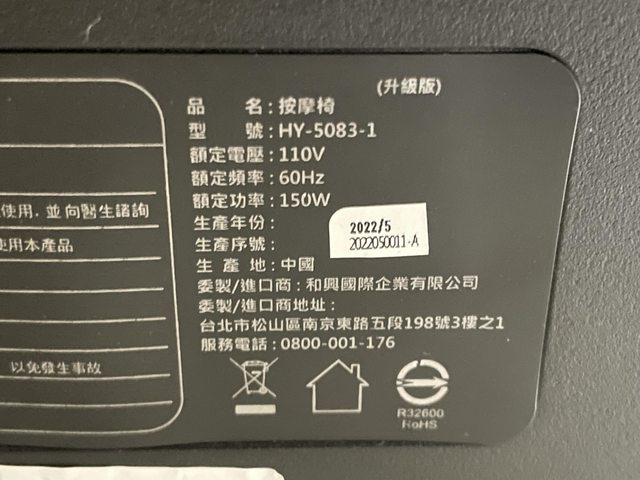 (升級版)
品 名：按摩椅
型 號：HY-5083-1
額定電壓：110V
額定頻率：60Hz
額定功率：150W
生產年份：
2022/5
生產序號：
2022050011-A
生 產 地：中國
委製/進口商：和興國際企業有限公司
委製/進口商地址：
台北市松山區南京東路五段198號3樓之1
服務電話：0800-001-176
R32600
RoHS
使用，並向醫生諮詢
使用本產品
以免發生事故